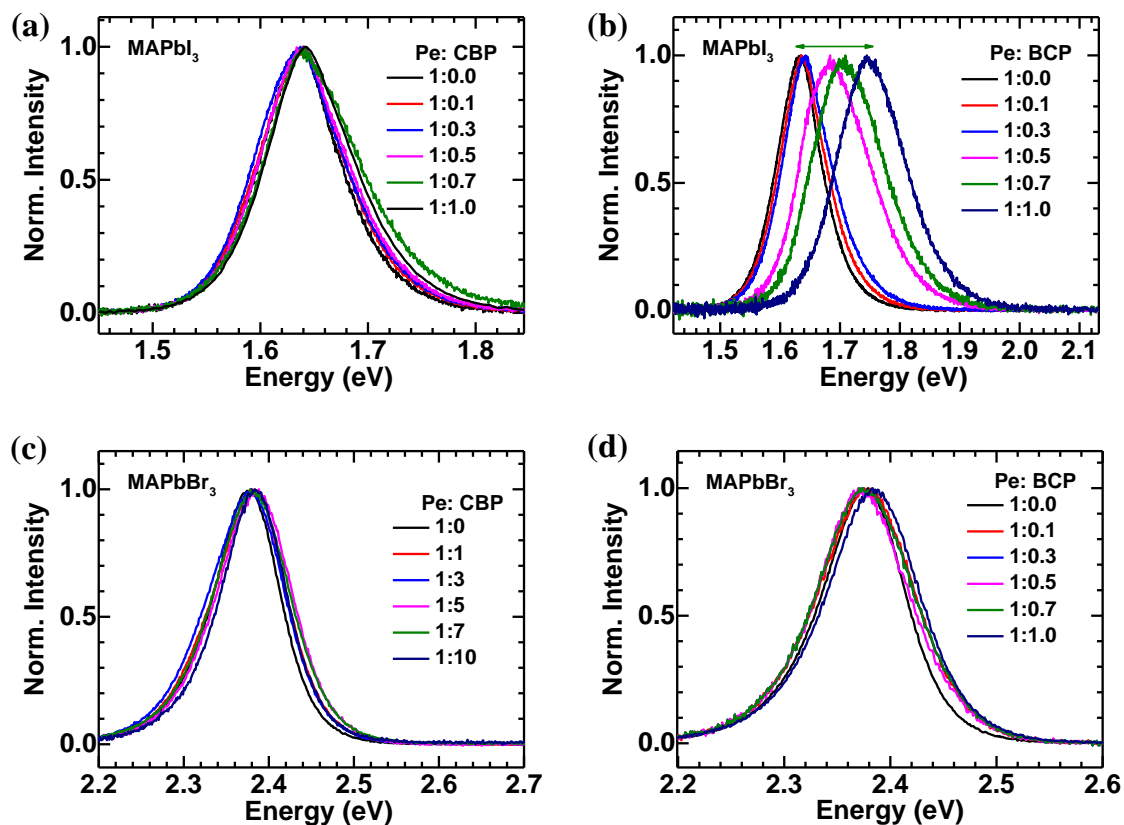 (a)
MAPbI3
Pe: CBP
1:0.0
1:0.1
1:0.3
1:0.5
1:0.7
1:1.0
1.0
0.5
0.0
Norm. Intensity
1.5 1.6 1.7 1.8
Energy (eV)
(b)
MAPbI3
Pe: BCP
1:0.0
1:0.1
1:0.3
1:0.5
1:0.7
1:1.0
1.0
0.5
0.0
Norm. Intensity
1.5 1.6 1.7 1.8 1.9 2.0 2.1
Energy (eV)
(c)
MAPbBr3
Pe: CBP
1:0
1:1
1:3
1:5
1:7
1:10
1.0
0.5
0.0
Norm. Intensity
2.2 2.3 2.4 2.5 2.6 2.7
Energy (eV)
(d)
MAPbBr3
Pe: BCP
1:0.0
1:0.1
1:0.3
1:0.5
1:0.7
1:1.0
1.0
0.5
0.0
Norm. Intensity
2.2 2.3 2.4 2.5 2.6
Energy (eV)